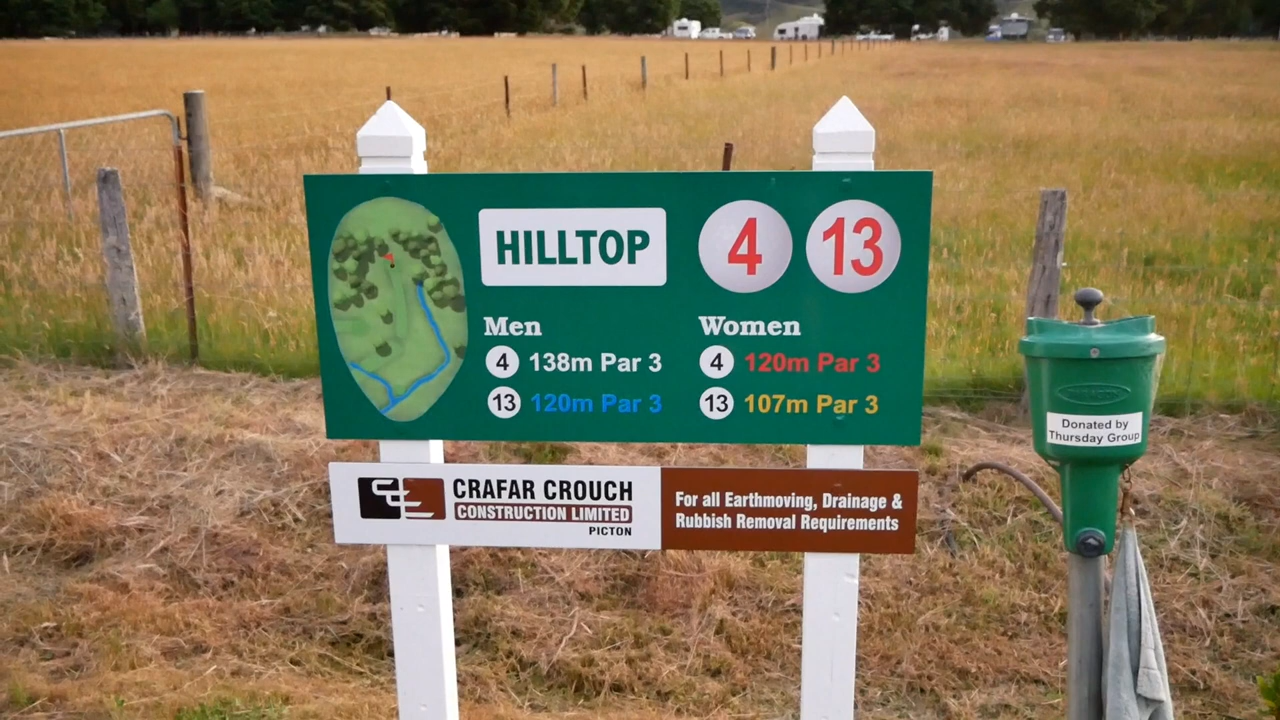 HILLTOP
4 13
Men
4 138m Par 3
13 120m Par 3
Women
4 120m Par 3
13 107m Par 3
CRAFAR CROUCH
CONSTRUCTION LIMITED
PICTON
For all Earthmoving, Drainage &
Rubbish Removal Requirements
Donated by
Thursday Group